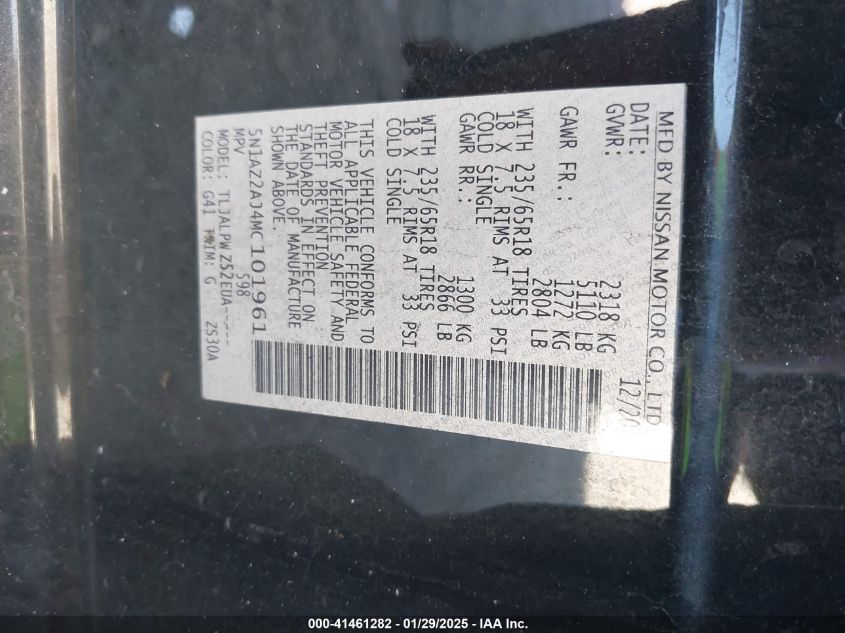 MFD BY NISSAN MOTOR CO., LTD
DATE: 12/20
GVWR: 2318 KG
5110 LB
GAWR FR.: 1272 KG
2804 LB
WITH 235/65R18 TIRES
18 X 7.5 RIMS AT 33 PSI
COLD SINGLE
GAWR RR.: 1300 KG
2866 LB
WITH 235/65R18 TIRES
18 X 7.5 RIMS AT 33 PSI
COLD SINGLE
THIS VEHICLE CONFORMS TO
ALL APPLICABLE FEDERAL
MOTOR VEHICLE SAFETY AND
THEFT PREVENTION
STANDARDS IN EFFECT ON
THE DATE OF MANUFACTURE
SHOWN ABOVE.
5N1AZ2AJ4MC101961
MPV 598
MODEL: TLJALPW Z52EUA-----
COLOR: G41 TRIM: G ZS30A
000-41461282 - 01/29/2025 - IAA Inc.